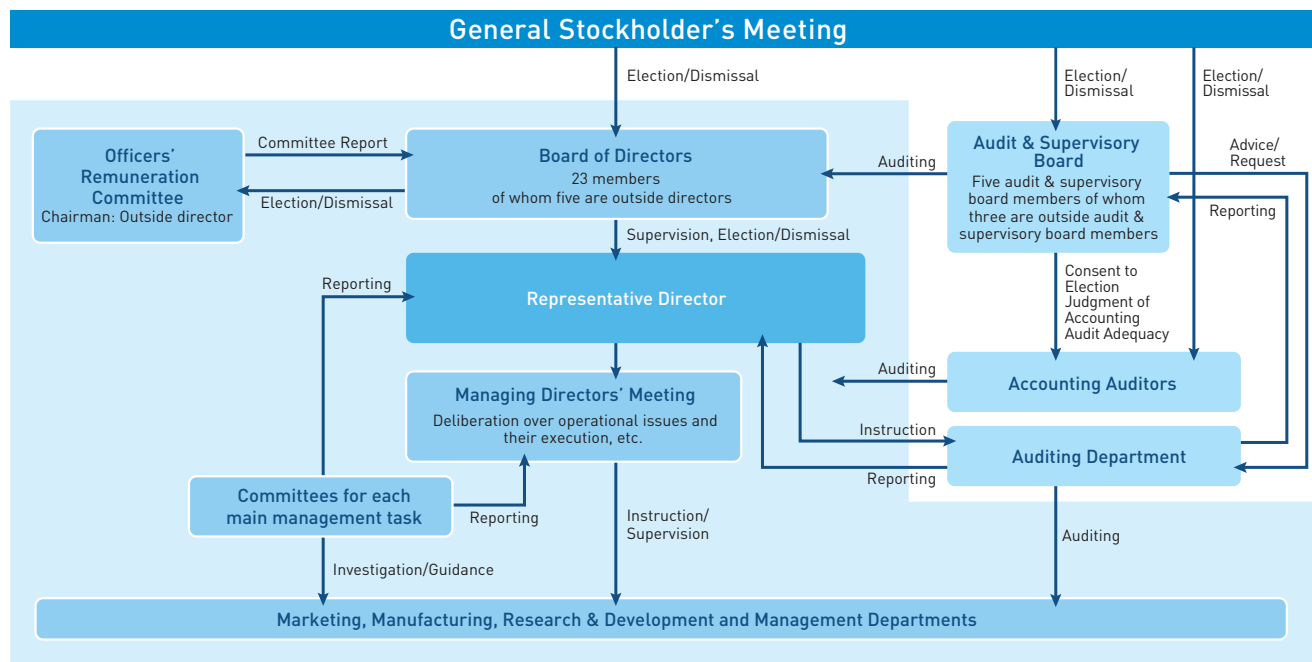 General Stockholder's Meeting
Election/Dismissal
Election/
Dismissal
Election/
Dismissal
Officers'
Remuneration
Committee
Chairman: Outside director
Committee Report
Election/Dismissal
Board of Directors
23 members
of whom five are outside directors
Auditing
Audit & Supervisory
Board
Five audit & supervisory
board members of whom
three are outside audit &
supervisory board members
Advice/
Request
Reporting
Supervision, Election/Dismissal
Reporting
Representative Director
Consent to
Election
Judgment of
Accounting
Audit Adequacy
Managing Directors' Meeting
Deliberation over operational issues and
their execution, etc.
Auditing
Accounting Auditors
Instruction
Reporting
Auditing Department
Committees for each
main management task
Reporting
Instruction/
Supervision
Auditing
Investigation/Guidance
Marketing, Manufacturing, Research & Development and Management Departments